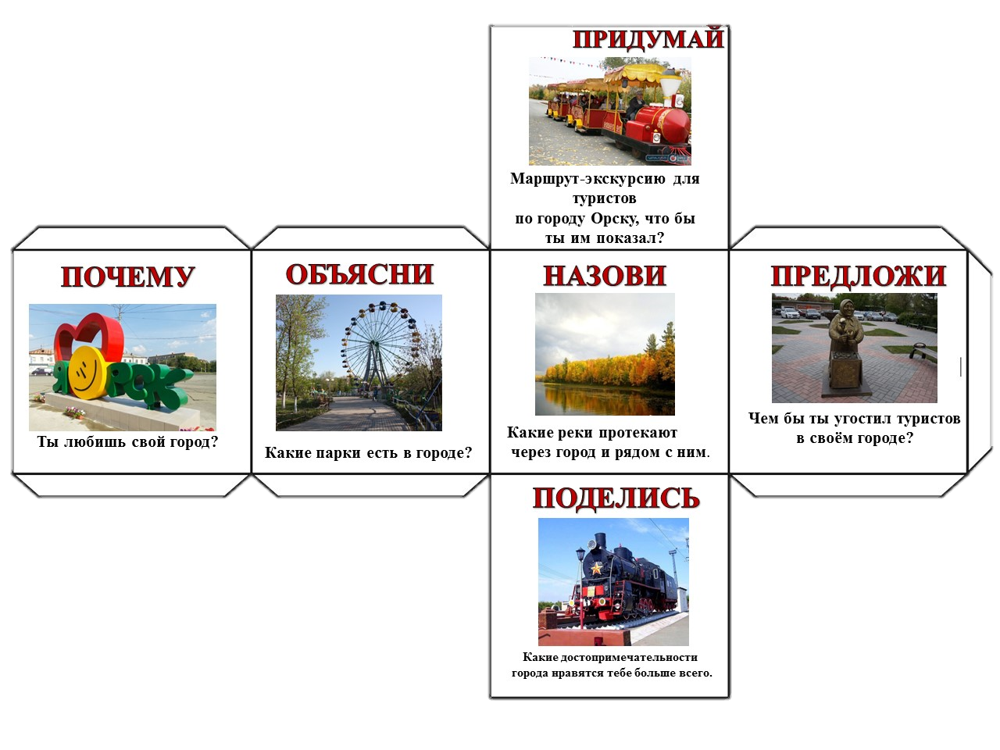 ПРИДУМАЙ
Маршрут-экскурсию для
туристов
по городу Орску, что бы
ты им показал?
ПОЧЕМУ
Я ОРСК
Ты любишь свой город?
ОБЪЯСНИ
Какие парки есть в городе?
НАЗОВИ
Какие реки протекают
через город и рядом с ним.
ПРЕДЛОЖИ
Чем бы ты угостил туристов
в своём городе?
ПОДЕЛИСЬ
Какие достопримечательности
города нравятся тебе больше всего.